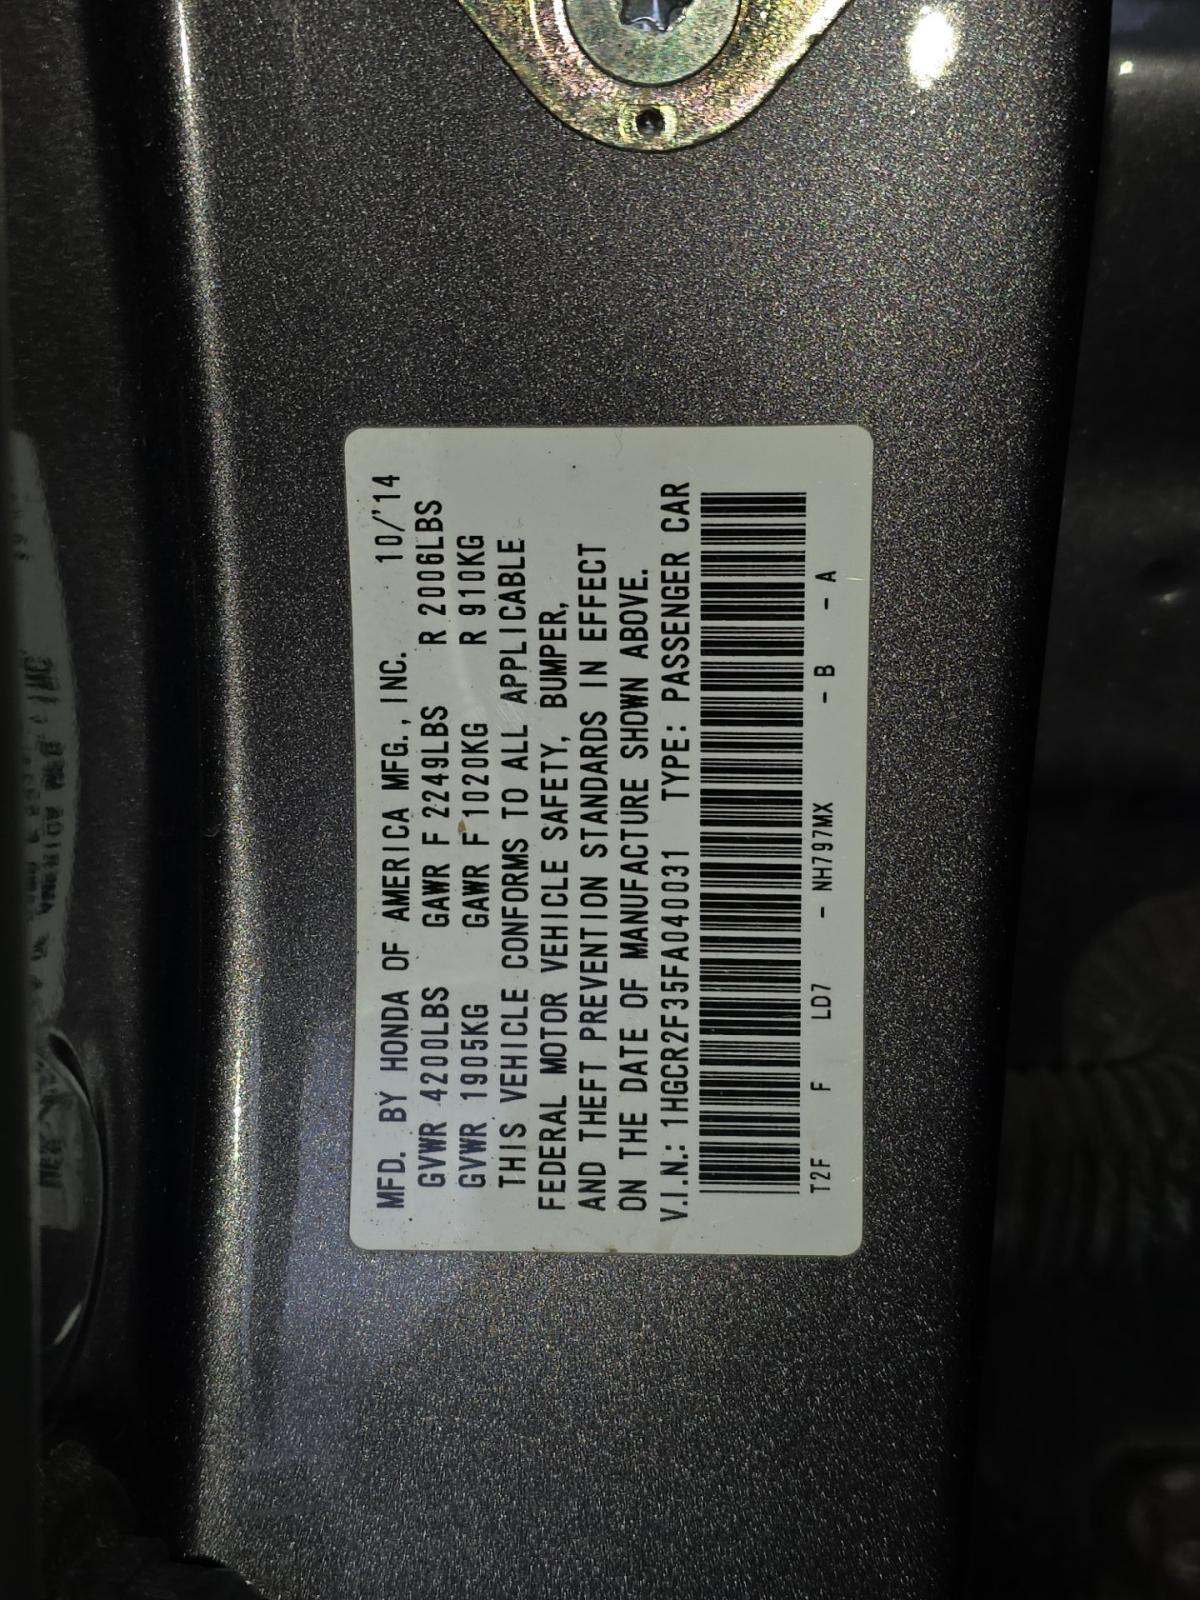 MFD. BY HONDA OF AMERICA MFG., INC. 10/'14
GVWR 4200LBS GAWR F 2249LBS R 2006LBS
GVWR 1905KG GAWR F 1020KG R 910KG
THIS VEHICLE CONFORMS TO ALL APPLICABLE
FEDERAL MOTOR VEHICLE SAFETY, BUMPER,
AND THEFT PREVENTION STANDARDS IN EFFECT
ON THE DATE OF MANUFACTURE SHOWN ABOVE.
V.I.N.: 1HGCR2F35FA040031 TYPE: PASSENGER CAR
T2F F LD7 - NH797MX - B - A